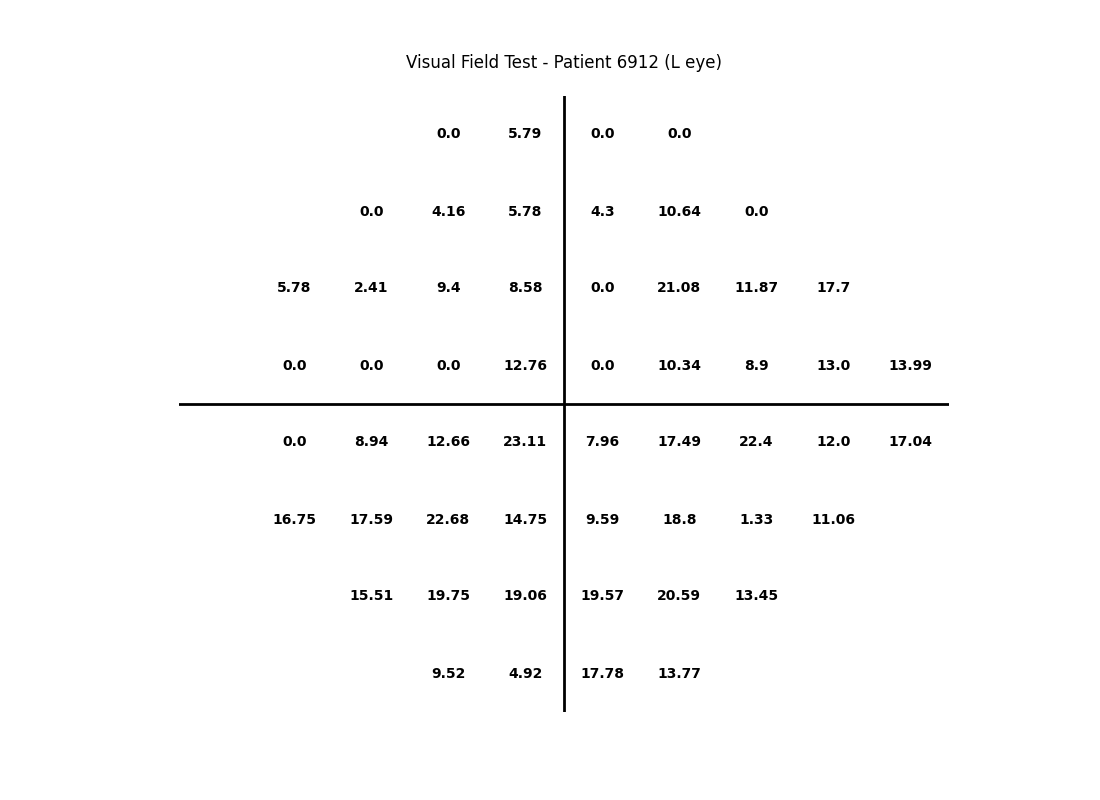 Visual Field Test - Patient 6912 (L eye)
0.0 5.79 0.0 0.0
0.0 4.16 5.78 4.3 10.64 0.0
5.78 2.41 9.4 8.58 0.0 21.08 11.87 17.7
0.0 0.0 0.0 12.76 0.0 10.34 8.9 13.0 13.99
0.0 8.94 12.66 23.11 7.96 17.49 22.4 12.0 17.04
16.75 17.59 22.68 14.75 9.59 18.8 1.33 11.06
15.51 19.75 19.06 19.57 20.59 13.45
9.52 4.92 17.78 13.77